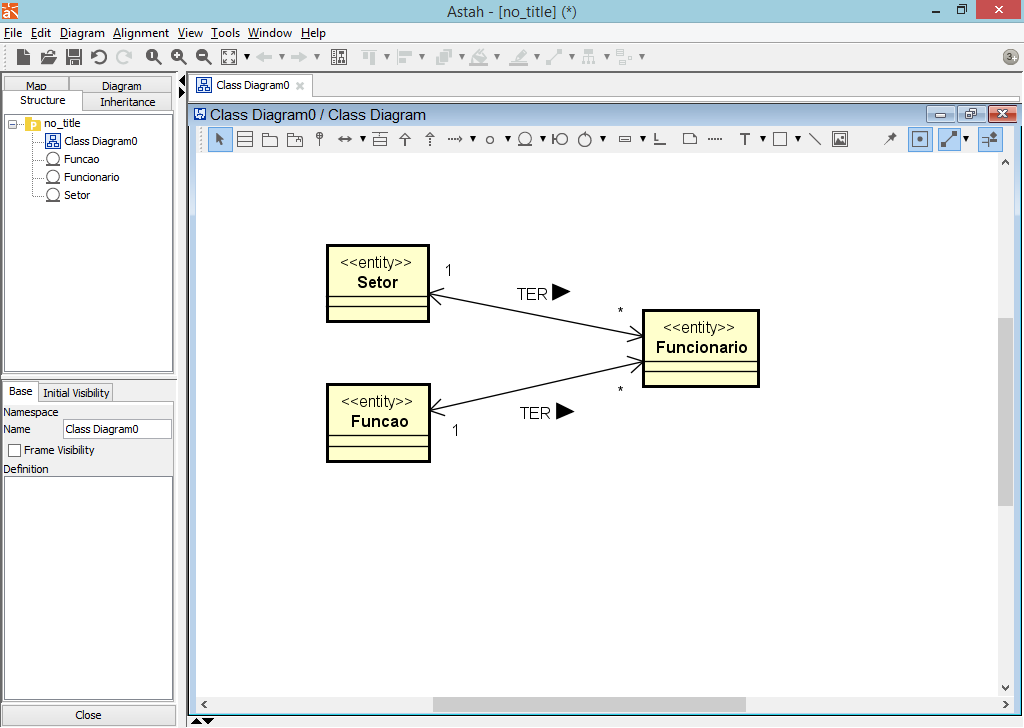 Astah - [no_title] (*)
File Edit Diagram Alignment View Tools Window Help
3+
Map Diagram
Structure Inheritance
no_title
Class Diagram0
Funcao
Funcionario
Setor
Base Initial Visibility
Namespace
Name Class Diagram0
Frame Visibility
Definition
Close
Class Diagram0
Class Diagram0 / Class Diagram
T
<<entity>>
Setor
1
TER
*
<<entity>>
Funcionario
<<entity>>
Funcao
1
TER
*